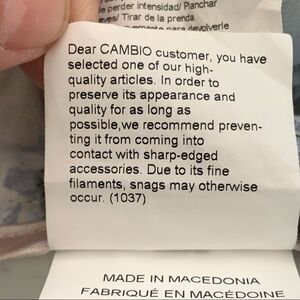 de perder intensidad/ Planchar
Tirar de la prenda
para devolverle
Dear CAMBIO customer, you have
selected one of our high-
quality articles. In order to
preserve its appearance and
quality for as long as
possible,we recommend preven-
ting it from coming into
contact with sharp-edged
accessories. Due to its fine
filaments, snags may otherwise
occur. (1037)
MADE IN MACEDONIA
FABRIQUÉ EN MACÉDOINE